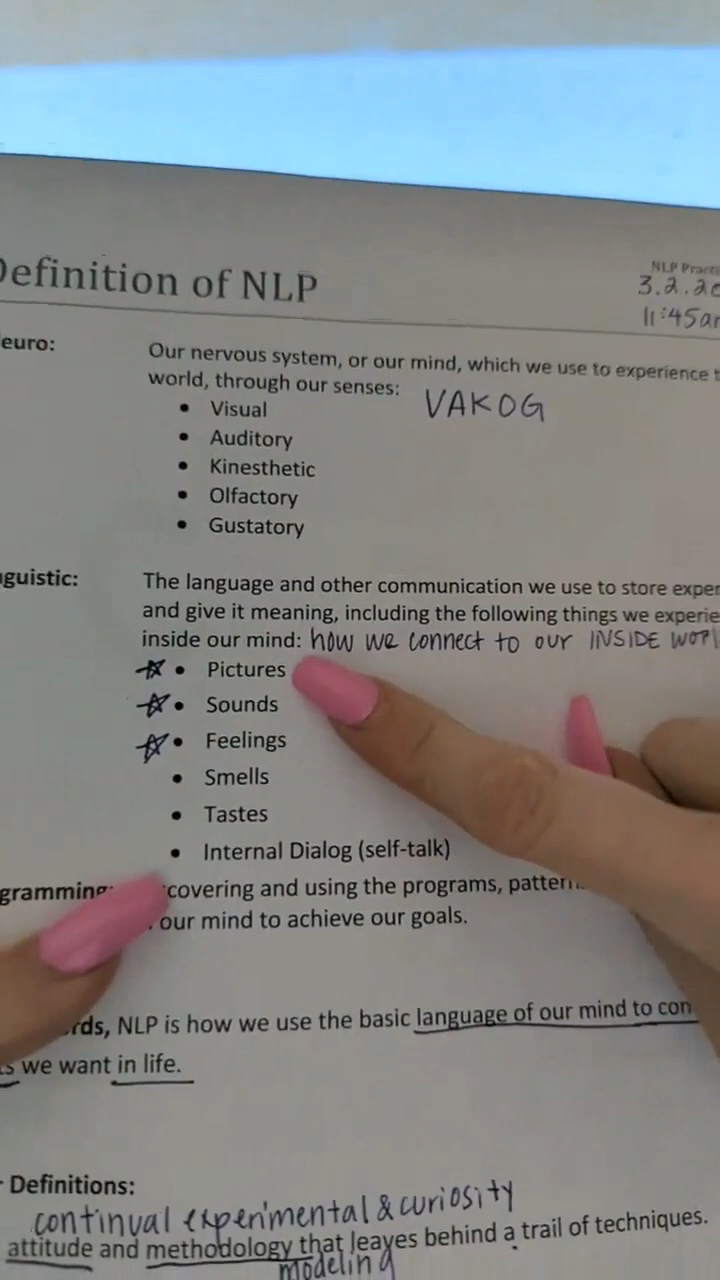 Definition of NLP
NLP Practi
3.2.20
11:45am
euro:
Our nervous system, or our mind, which we use to experience t
world, through our senses:
VAKOG
• Visual
• Auditory
• Kinesthetic
• Olfactory
• Gustatory
guistic:
The language and other communication we use to store exper
and give it meaning, including the following things we experie
inside our mind: how we connect to our INSIDE WORL
☆ • Pictures
☆ • Sounds
☆ • Feelings
• Smells
• Tastes
• Internal Dialog (self-talk)
gramming: covering and using the programs, pattern
our mind to achieve our goals.
rds, NLP is how we use the basic language of our mind to con
s we want in life.
Definitions:
continual experimental & curiosity
attitude and methodology that leaves behind a trail of techniques.
modeling